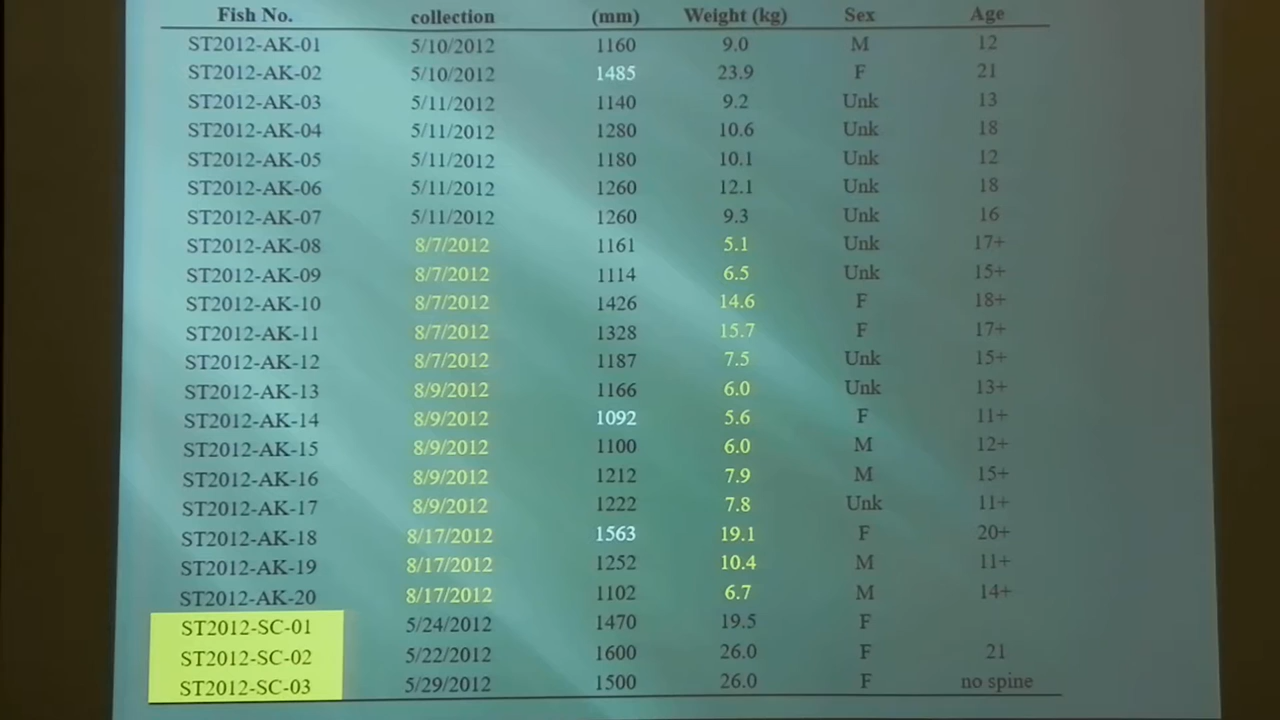 Fish No. collection (mm) Weight (kg) Sex Age
ST2012-AK-01 5/10/2012 1160 9.0 M 12
ST2012-AK-02 5/10/2012 1485 23.9 F 21
ST2012-AK-03 5/11/2012 1140 9.2 Unk 13
ST2012-AK-04 5/11/2012 1280 10.6 Unk 18
ST2012-AK-05 5/11/2012 1180 10.1 Unk 12
ST2012-AK-06 5/11/2012 1260 12.1 Unk 18
ST2012-AK-07 5/11/2012 1260 9.3 Unk 16
ST2012-AK-08 8/7/2012 1161 5.1 Unk 17+
ST2012-AK-09 8/7/2012 1114 6.5 Unk 15+
ST2012-AK-10 8/7/2012 1426 14.6 F 18+
ST2012-AK-11 8/7/2012 1328 15.7 F 17+
ST2012-AK-12 8/7/2012 1187 7.5 Unk 15+
ST2012-AK-13 8/9/2012 1166 6.0 Unk 13+
ST2012-AK-14 8/9/2012 1092 5.6 F 11+
ST2012-AK-15 8/9/2012 1100 6.0 M 12+
ST2012-AK-16 8/9/2012 1212 7.9 M 15+
ST2012-AK-17 8/9/2012 1222 7.8 Unk 11+
ST2012-AK-18 8/17/2012 1563 19.1 F 20+
ST2012-AK-19 8/17/2012 1252 10.4 M 11+
ST2012-AK-20 8/17/2012 1102 6.7 M 14+
ST2012-SC-01 5/24/2012 1470 19.5 F
ST2012-SC-02 5/22/2012 1600 26.0 F 21
ST2012-SC-03 5/29/2012 1500 26.0 F no spine